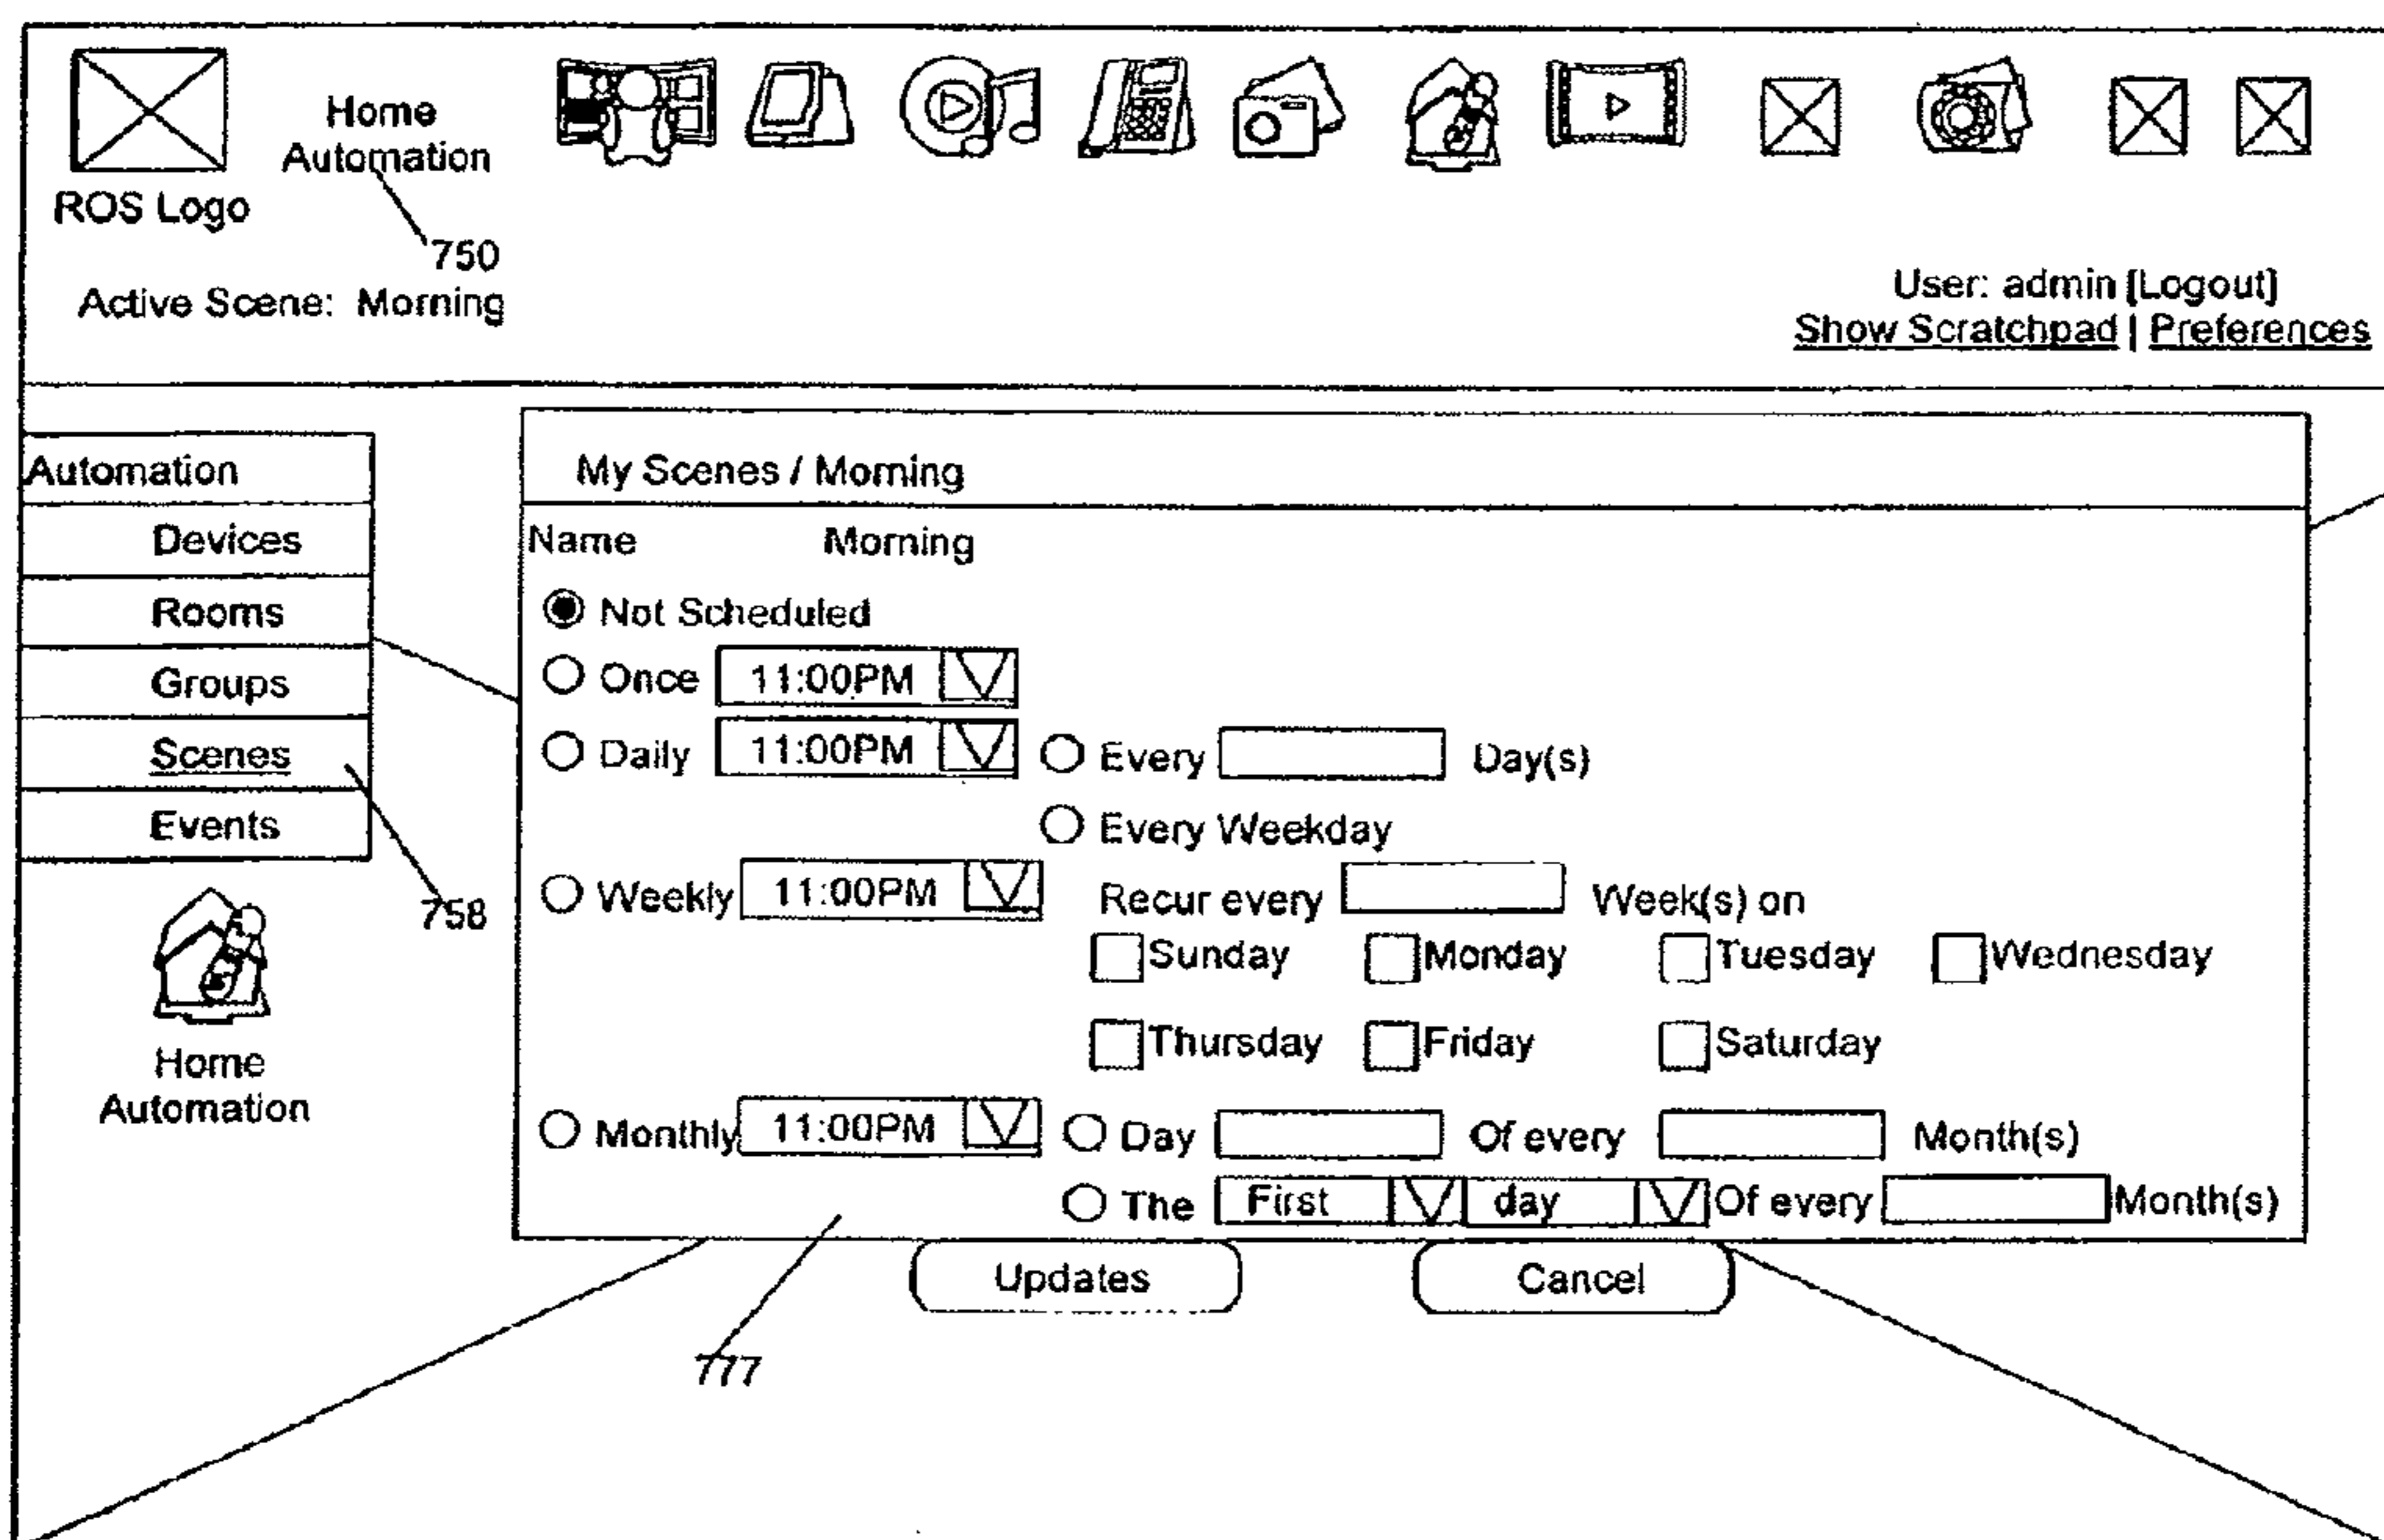 Home
Automation
ROS Logo
750
Active Scene: Morning
User: admin [Logout]
Show Scratchpad | Preferences
Automation
Devices
Rooms
Groups
Scenes
Events
758
Home
Automation
My Scenes / Morning
Name Morning
Not Scheduled
Once 11:00PM
Daily 11:00PM Every Day(s)
Every Weekday
Weekly 11:00PM Recur every Week(s) on
Sunday Monday Tuesday Wednesday
Thursday Friday Saturday
Monthly 11:00PM Day Of every Month(s)
The First day Of every Month(s)
Updates Cancel
777